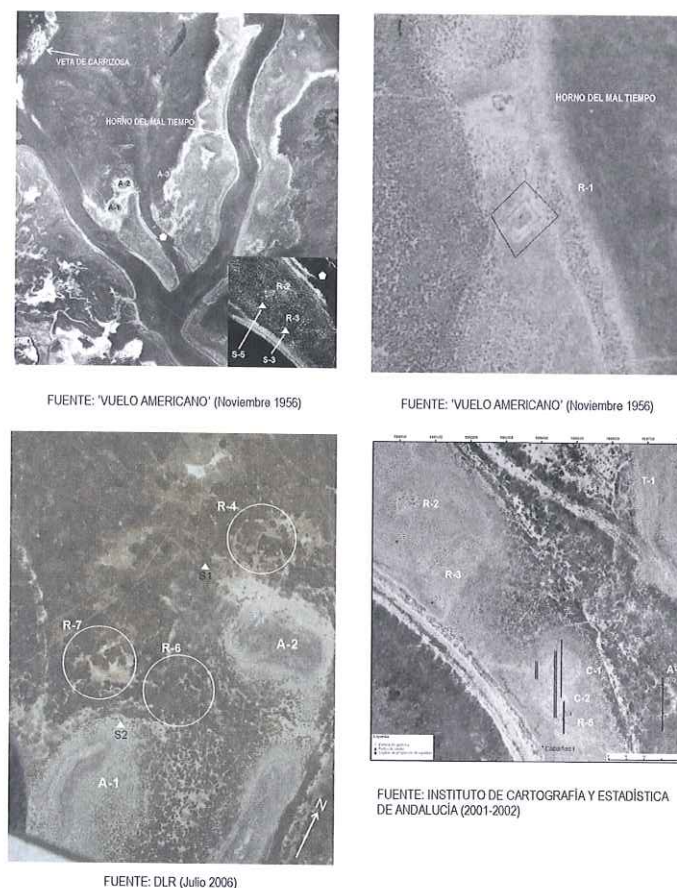 VETA DE CARRIZOSA
HORNO DEL MAL TIEMPO
A-3
A-2
A-1
R-2
R-3
S-5
S-3
FUENTE: 'VUELO AMERICANO' (Noviembre 1956)
HORNO DEL MAL TIEMPO
R-1
FUENTE: 'VUELO AMERICANO' (Noviembre 1956)
R-4
S1
R-7
R-6
A-2
S2
A-1
N
FUENTE: DLR (Julio 2006)
T-1
R-2
R-3
C-1
C-2
R-5
FUENTE: INSTITUTO DE CARTOGRAFÍA Y ESTADÍSTICA
DE ANDALUCÍA (2001-2002)